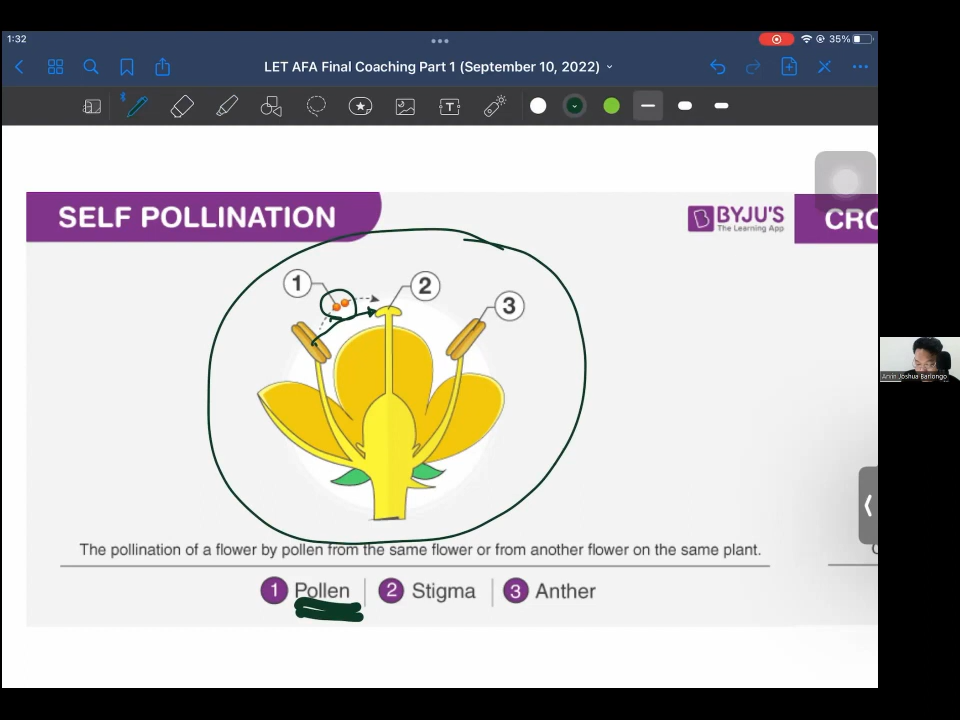 1:32
35%
LET AFA Final Coaching Part 1 (September 10, 2022)
T
SELF POLLINATION
BYJU'S
The Learning App
CRO
1
2
3
The pollination of a flower by pollen from the same flower or from another flower on the same plant.
1 Pollen
2 Stigma
3 Anther